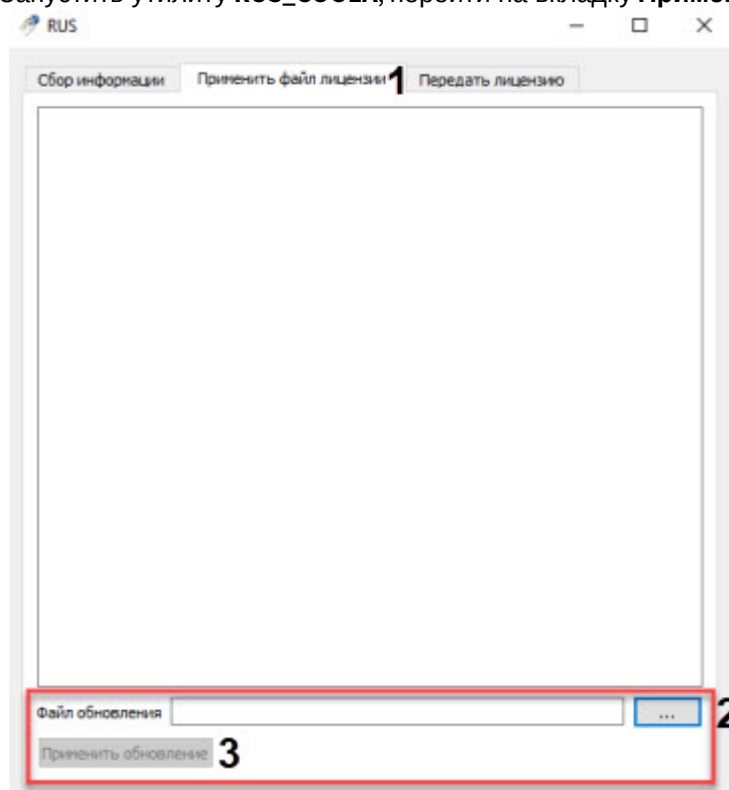 RUS
Сбор информации Применить файл лицензии 1 Передать лицензию
Файл обновления ... 2
Применить обновление 3